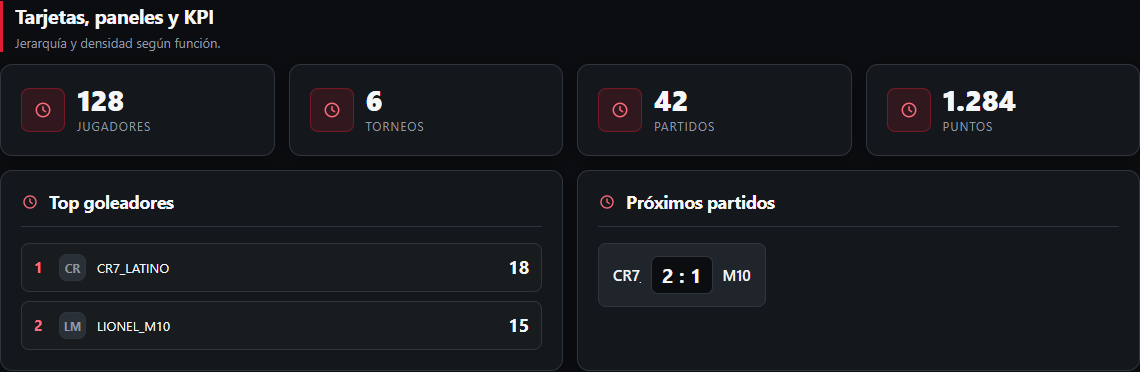 Tarjetas, paneles y KPI
Jerarquía y densidad según función.
128
JUGADORES
6
TORNEOS
42
PARTIDOS
1.284
PUNTOS
Top goleadores
1 CR CR7_LATINO 18
2 LM LIONEL_M10 15
Próximos partidos
CR7 2 : 1 M10